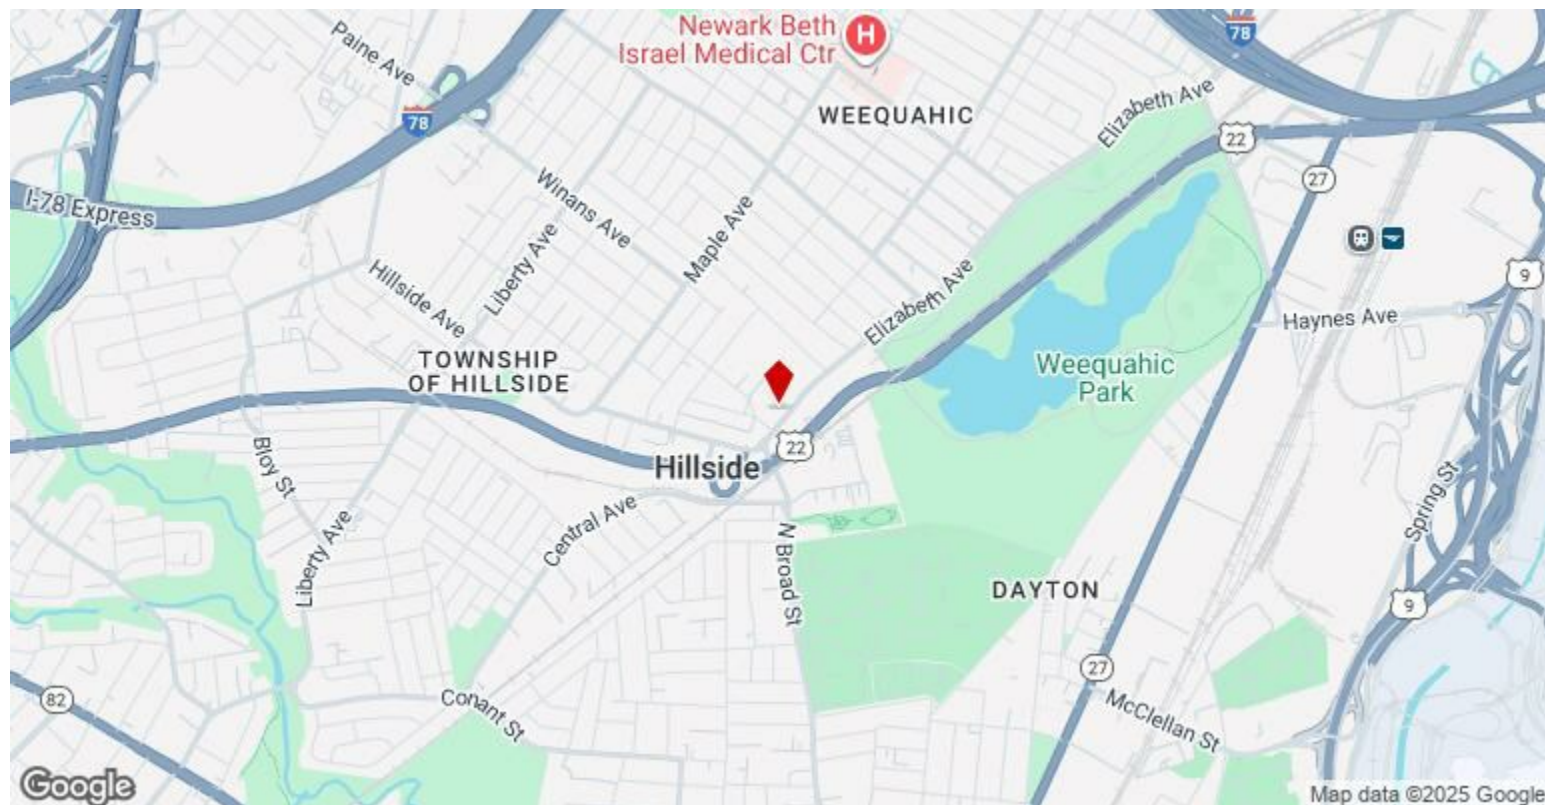 Newark Beth
Israel Medical Ctr
H
78
Paine Ave
78
WEEQUAHIC
Elizabeth Ave
22
27
I-78 Express
Winans Ave
Maple Ave
Liberty Ave
Hillside Ave
Elizabeth Ave
9
Haynes Ave
TOWNSHIP
OF HILLSIDE
Weequahic
Park
22
Hillside
Bloy St
Central Ave
Liberty Ave
N Broad St
Spring St
DAYTON
9
27
82
Conant St
McClellan St
Google
Map data ©2025 Google